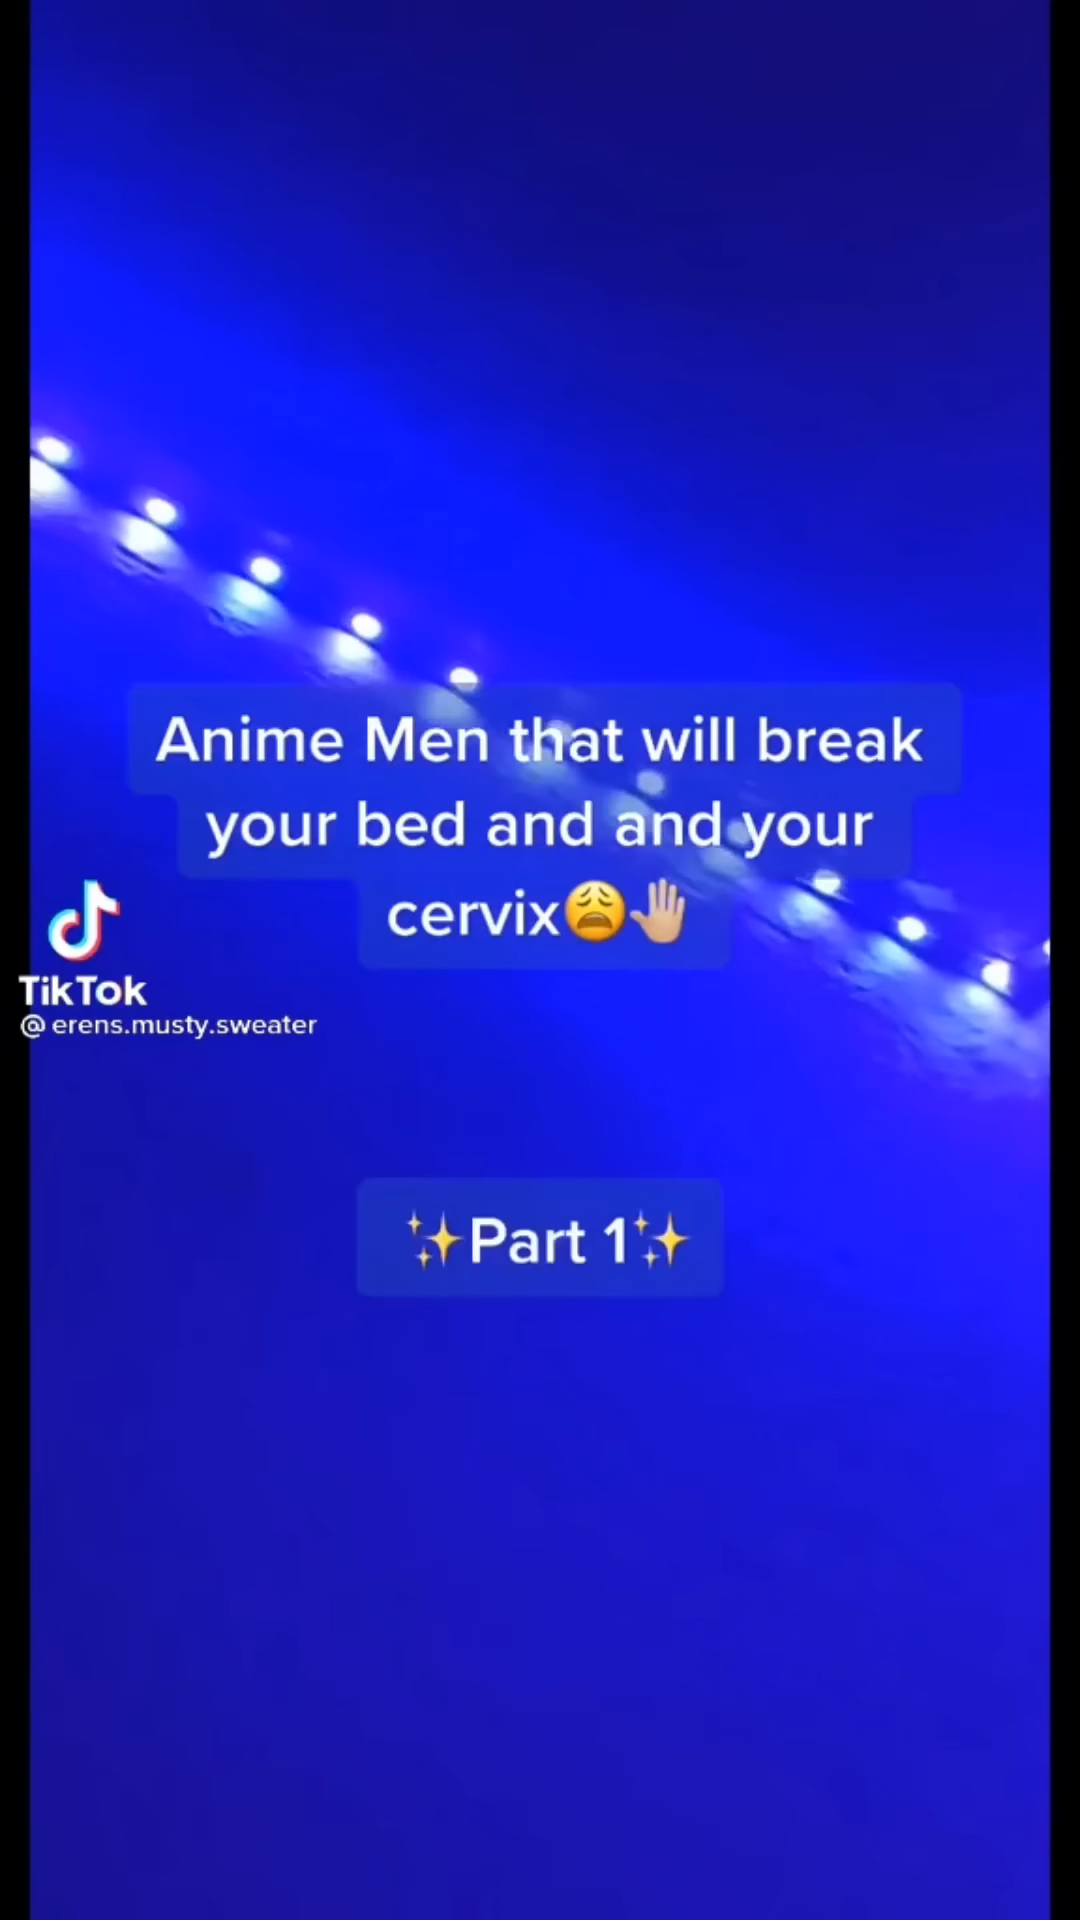 Anime Men that will break
your bed and and your
cervix😩🤚🏼
TikTok
@ erens.musty.sweater
✨Part 1✨